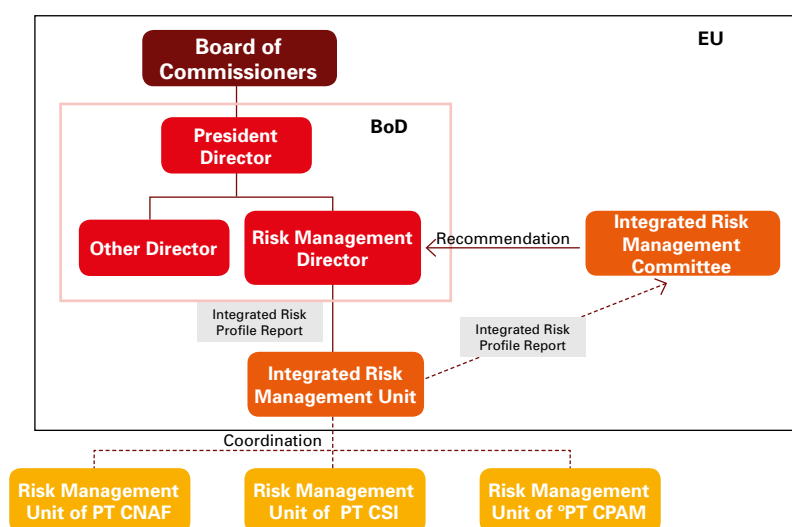 EU
Board of
Commissioners
BoD
President
Director
Other Director
Risk Management
Director
Recommendation
Integrated Risk
Management
Committee
Integrated Risk
Profile Report
Integrated Risk
Profile Report
Integrated Risk
Management Unit
Coordination
Risk Management
Unit of PT CNAF
Risk Management
Unit of  PT CSI
Risk Management
Unit of ºPT CPAM